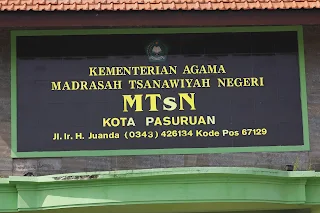 KEMENTERIAN AGAMA
MADRASAH TSANAWIYAH NEGERI
MTsN
KOTA PASURUAN
Jl. Ir. H. Juanda (0343) 426134 Kode Pos 67129